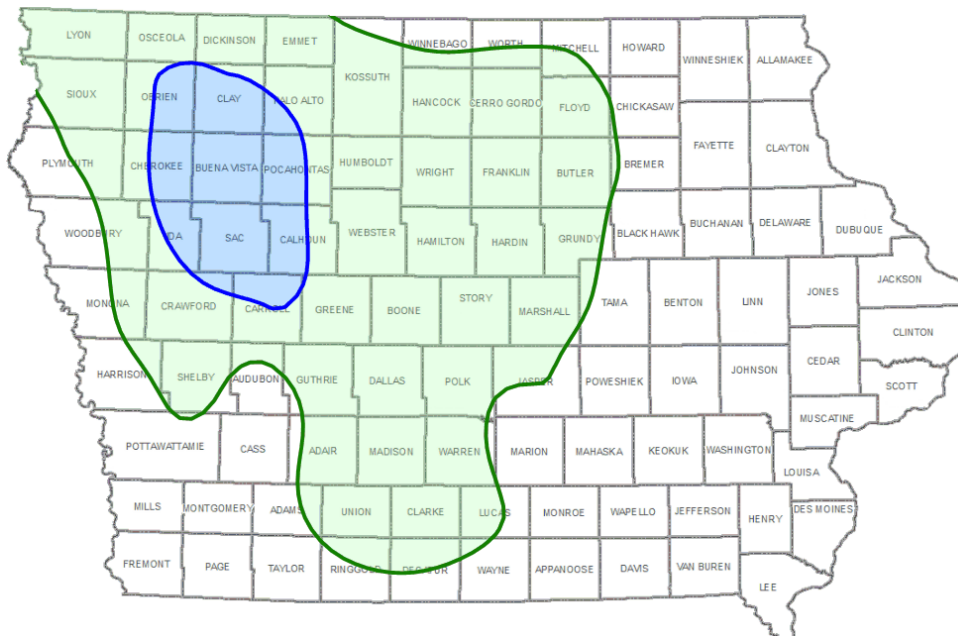 LYON
OSCEOLA
DICKINSON
EMMET
WINNEBAGO
WORTH
MITCHELL
HOWARD
WINNESHIEK
ALLAMAKEE
KOSSUTH
SIOUX
OBRIEN
CLAY
PALO ALTO
HANCOCK
CERRO GORDO
FLOYD
CHICKASAW
PLYMOUTH
CHEROKEE
BUENA VISTA
POCAHONTAS
HUMBOLDT
WRIGHT
FRANKLIN
BUTLER
BREMER
FAYETTE
CLAYTON
WOODBURY
IDA
SAC
CALHOUN
WEBSTER
HAMILTON
HARDIN
GRUNDY
BLACK HAWK
BUCHANAN
DELAWARE
DUBUQUE
MONONA
CRAWFORD
CARROLL
GREENE
BOONE
STORY
MARSHALL
TAMA
BENTON
LINN
JONES
JACKSON
CLINTON
HARRISON
SHELBY
AUDUBON
GUTHRIE
DALLAS
POLK
JASPER
POWESHIEK
IOWA
JOHNSON
CEDAR
SCOTT
MUSCATINE
POTTAWATTAMIE
CASS
ADAIR
MADISON
WARREN
MARION
MAHASKA
KEOKUK
WASHINGTON
LOUISA
MILLS
MONTGOMERY
ADAMS
UNION
CLARKE
LUCAS
MONROE
WAPELLO
JEFFERSON
HENRY
DES MOINES
FREMONT
PAGE
TAYLOR
RINGGOLD
DECATUR
WAYNE
APPANOOSE
DAVIS
VAN BUREN
LEE